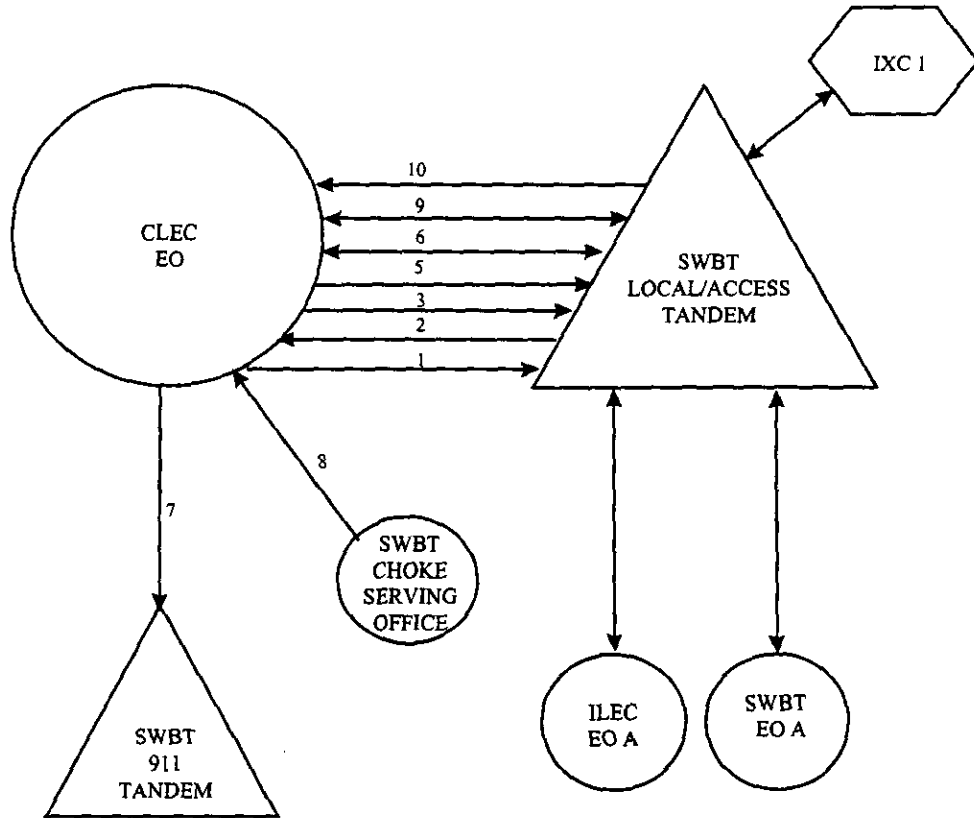 IXC 1
10
9
6
5
3
2
1
CLEC
EO
SWBT
LOCAL/ACCESS
TANDEM
8
7
SWBT
CHOKE
SERVING
OFFICE
SWBT
911
TANDEM
ILEC
EO A
SWBT
EO A